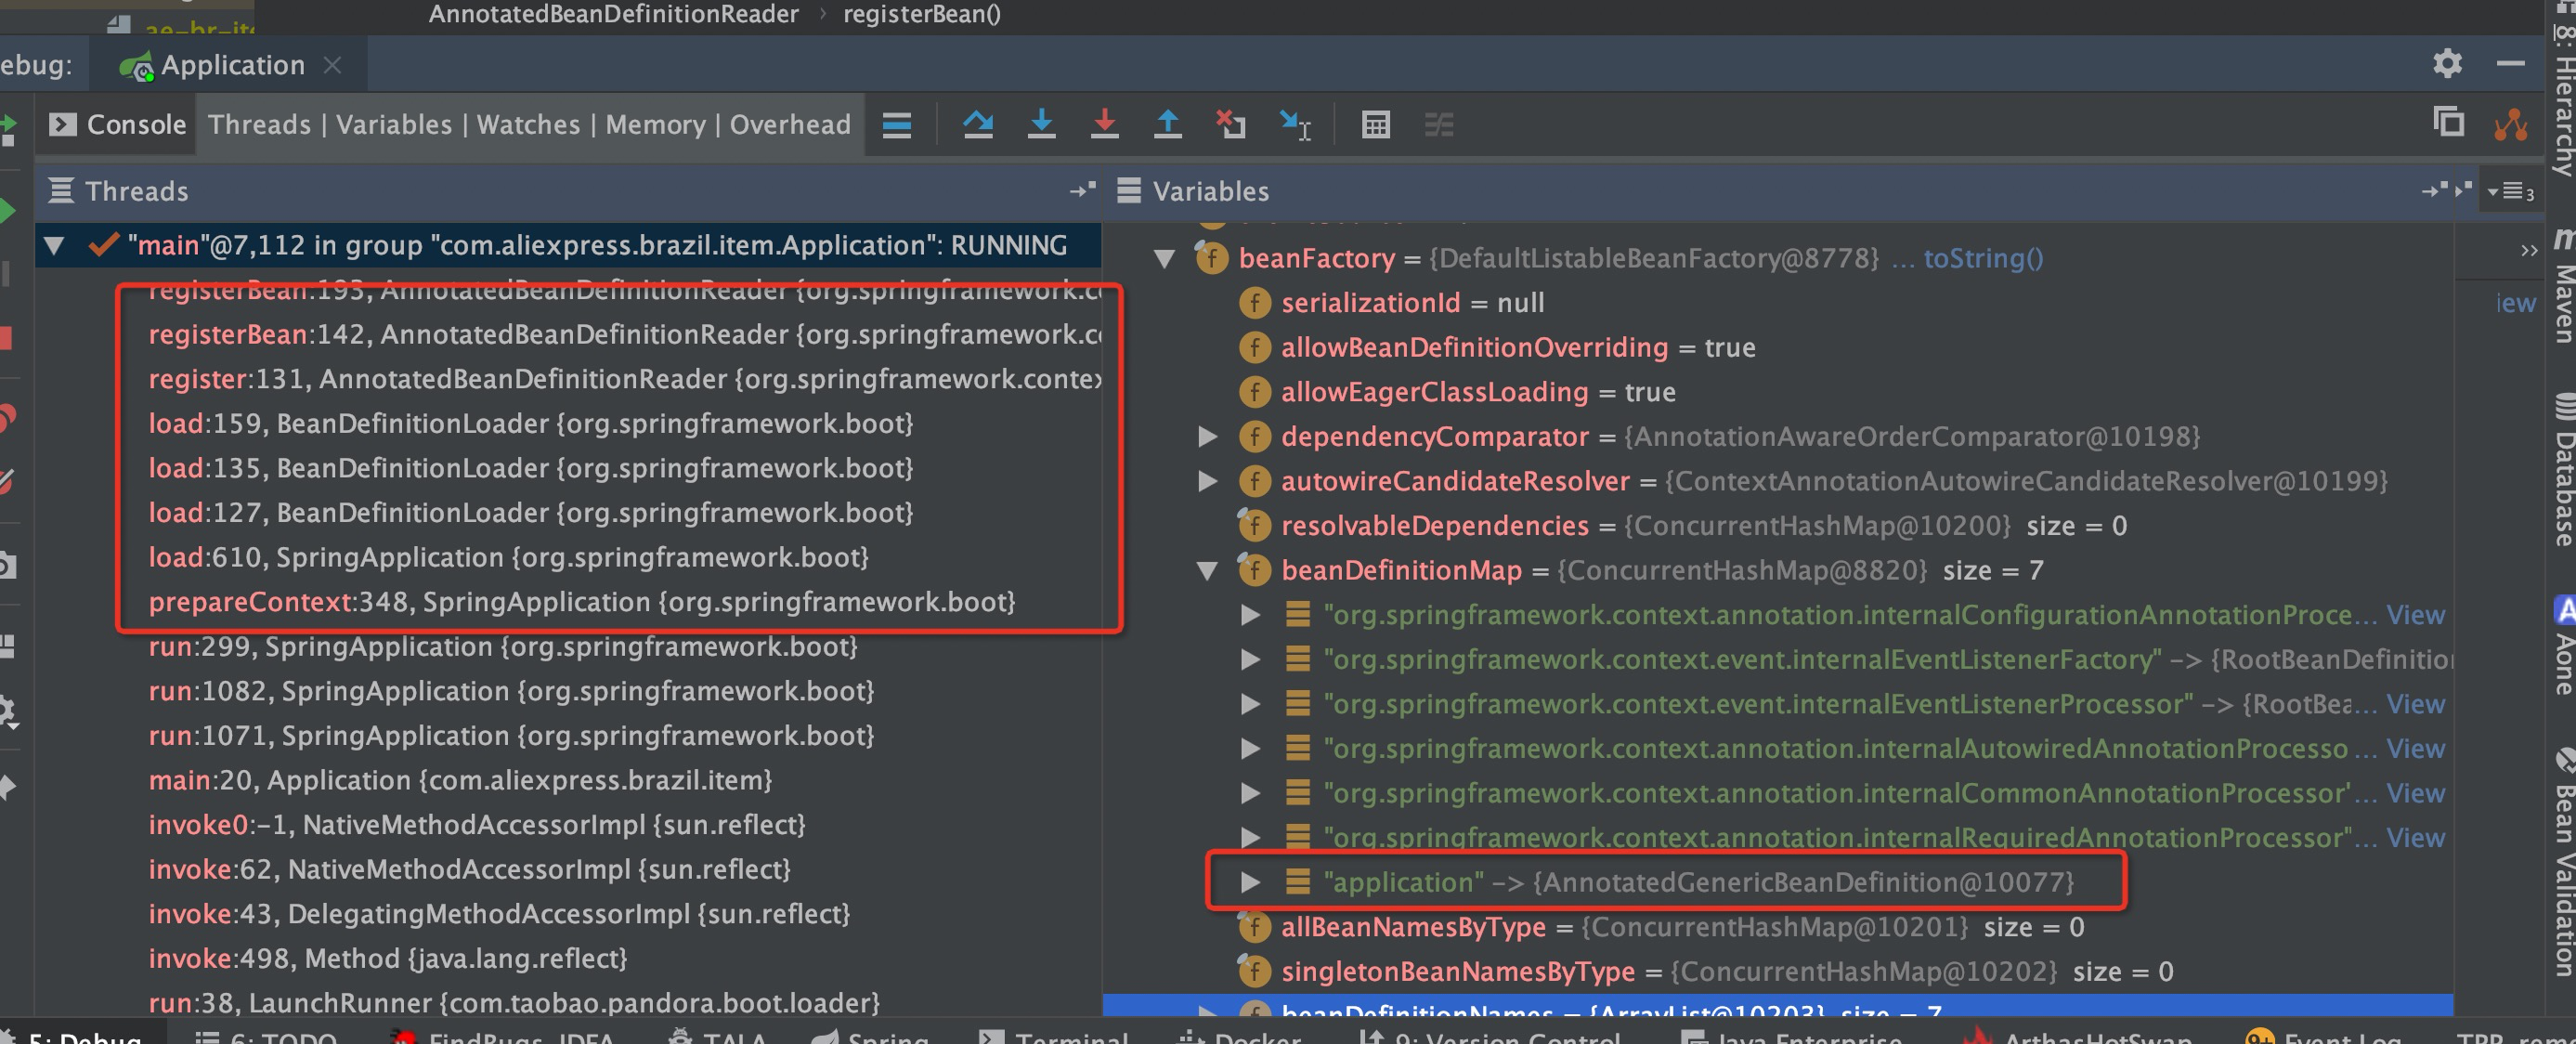 AnnotatedBeanDefinitionReader › registerBean()
ae-br-ite
ebug: Application
Console Threads | Variables | Watches | Memory | Overhead
Threads
"main"@7,112 in group "com.aliexpress.brazil.item.Application": RUNNING
registerBean:193, AnnotatedBeanDefinitionReader {org.springframework.co
registerBean:142, AnnotatedBeanDefinitionReader {org.springframework.co
register:131, AnnotatedBeanDefinitionReader {org.springframework.contex
load:159, BeanDefinitionLoader {org.springframework.boot}
load:135, BeanDefinitionLoader {org.springframework.boot}
load:127, BeanDefinitionLoader {org.springframework.boot}
load:610, SpringApplication {org.springframework.boot}
prepareContext:348, SpringApplication {org.springframework.boot}
run:299, SpringApplication {org.springframework.boot}
run:1082, SpringApplication {org.springframework.boot}
run:1071, SpringApplication {org.springframework.boot}
main:20, Application {com.aliexpress.brazil.item}
invoke0:-1, NativeMethodAccessorImpl {sun.reflect}
invoke:62, NativeMethodAccessorImpl {sun.reflect}
invoke:43, DelegatingMethodAccessorImpl {sun.reflect}
invoke:498, Method {java.lang.reflect}
run:38, LaunchRunner {com.taobao.pandora.boot.loader}
Variables
3
beanFactory = {DefaultListableBeanFactory@8778} ... toString()
serializationId = null
iew
allowBeanDefinitionOverriding = true
allowEagerClassLoading = true
dependencyComparator = {AnnotationAwareOrderComparator@10198}
autowireCandidateResolver = {ContextAnnotationAutowireCandidateResolver@10199}
resolvableDependencies = {ConcurrentHashMap@10200} size = 0
beanDefinitionMap = {ConcurrentHashMap@8820} size = 7
"org.springframework.context.annotation.internalConfigurationAnnotationProce... View
"org.springframework.context.event.internalEventListenerFactory" -> {RootBeanDefinition
"org.springframework.context.event.internalEventListenerProcessor" -> {RootBea... View
"org.springframework.context.annotation.internalAutowiredAnnotationProcesso... View
"org.springframework.context.annotation.internalCommonAnnotationProcessor'... View
"org.springframework.context.annotation.internalRequiredAnnotationProcessor"... View
"application" -> {AnnotatedGenericBeanDefinition@10077}
allBeanNamesByType = {ConcurrentHashMap@10201} size = 0
singletonBeanNamesByType = {ConcurrentHashMap@10202} size = 0
beanDefinitionNames = {ArrayList@10203} size = 7
8: Hierarchy
Maven
Database
Aone
Bean Validation
5: Debug 6: TODO FindBugs-IDEA TALA Spring Terminal Docker 9: Version Control Java Enterprise ArthasHotSwap Event Log